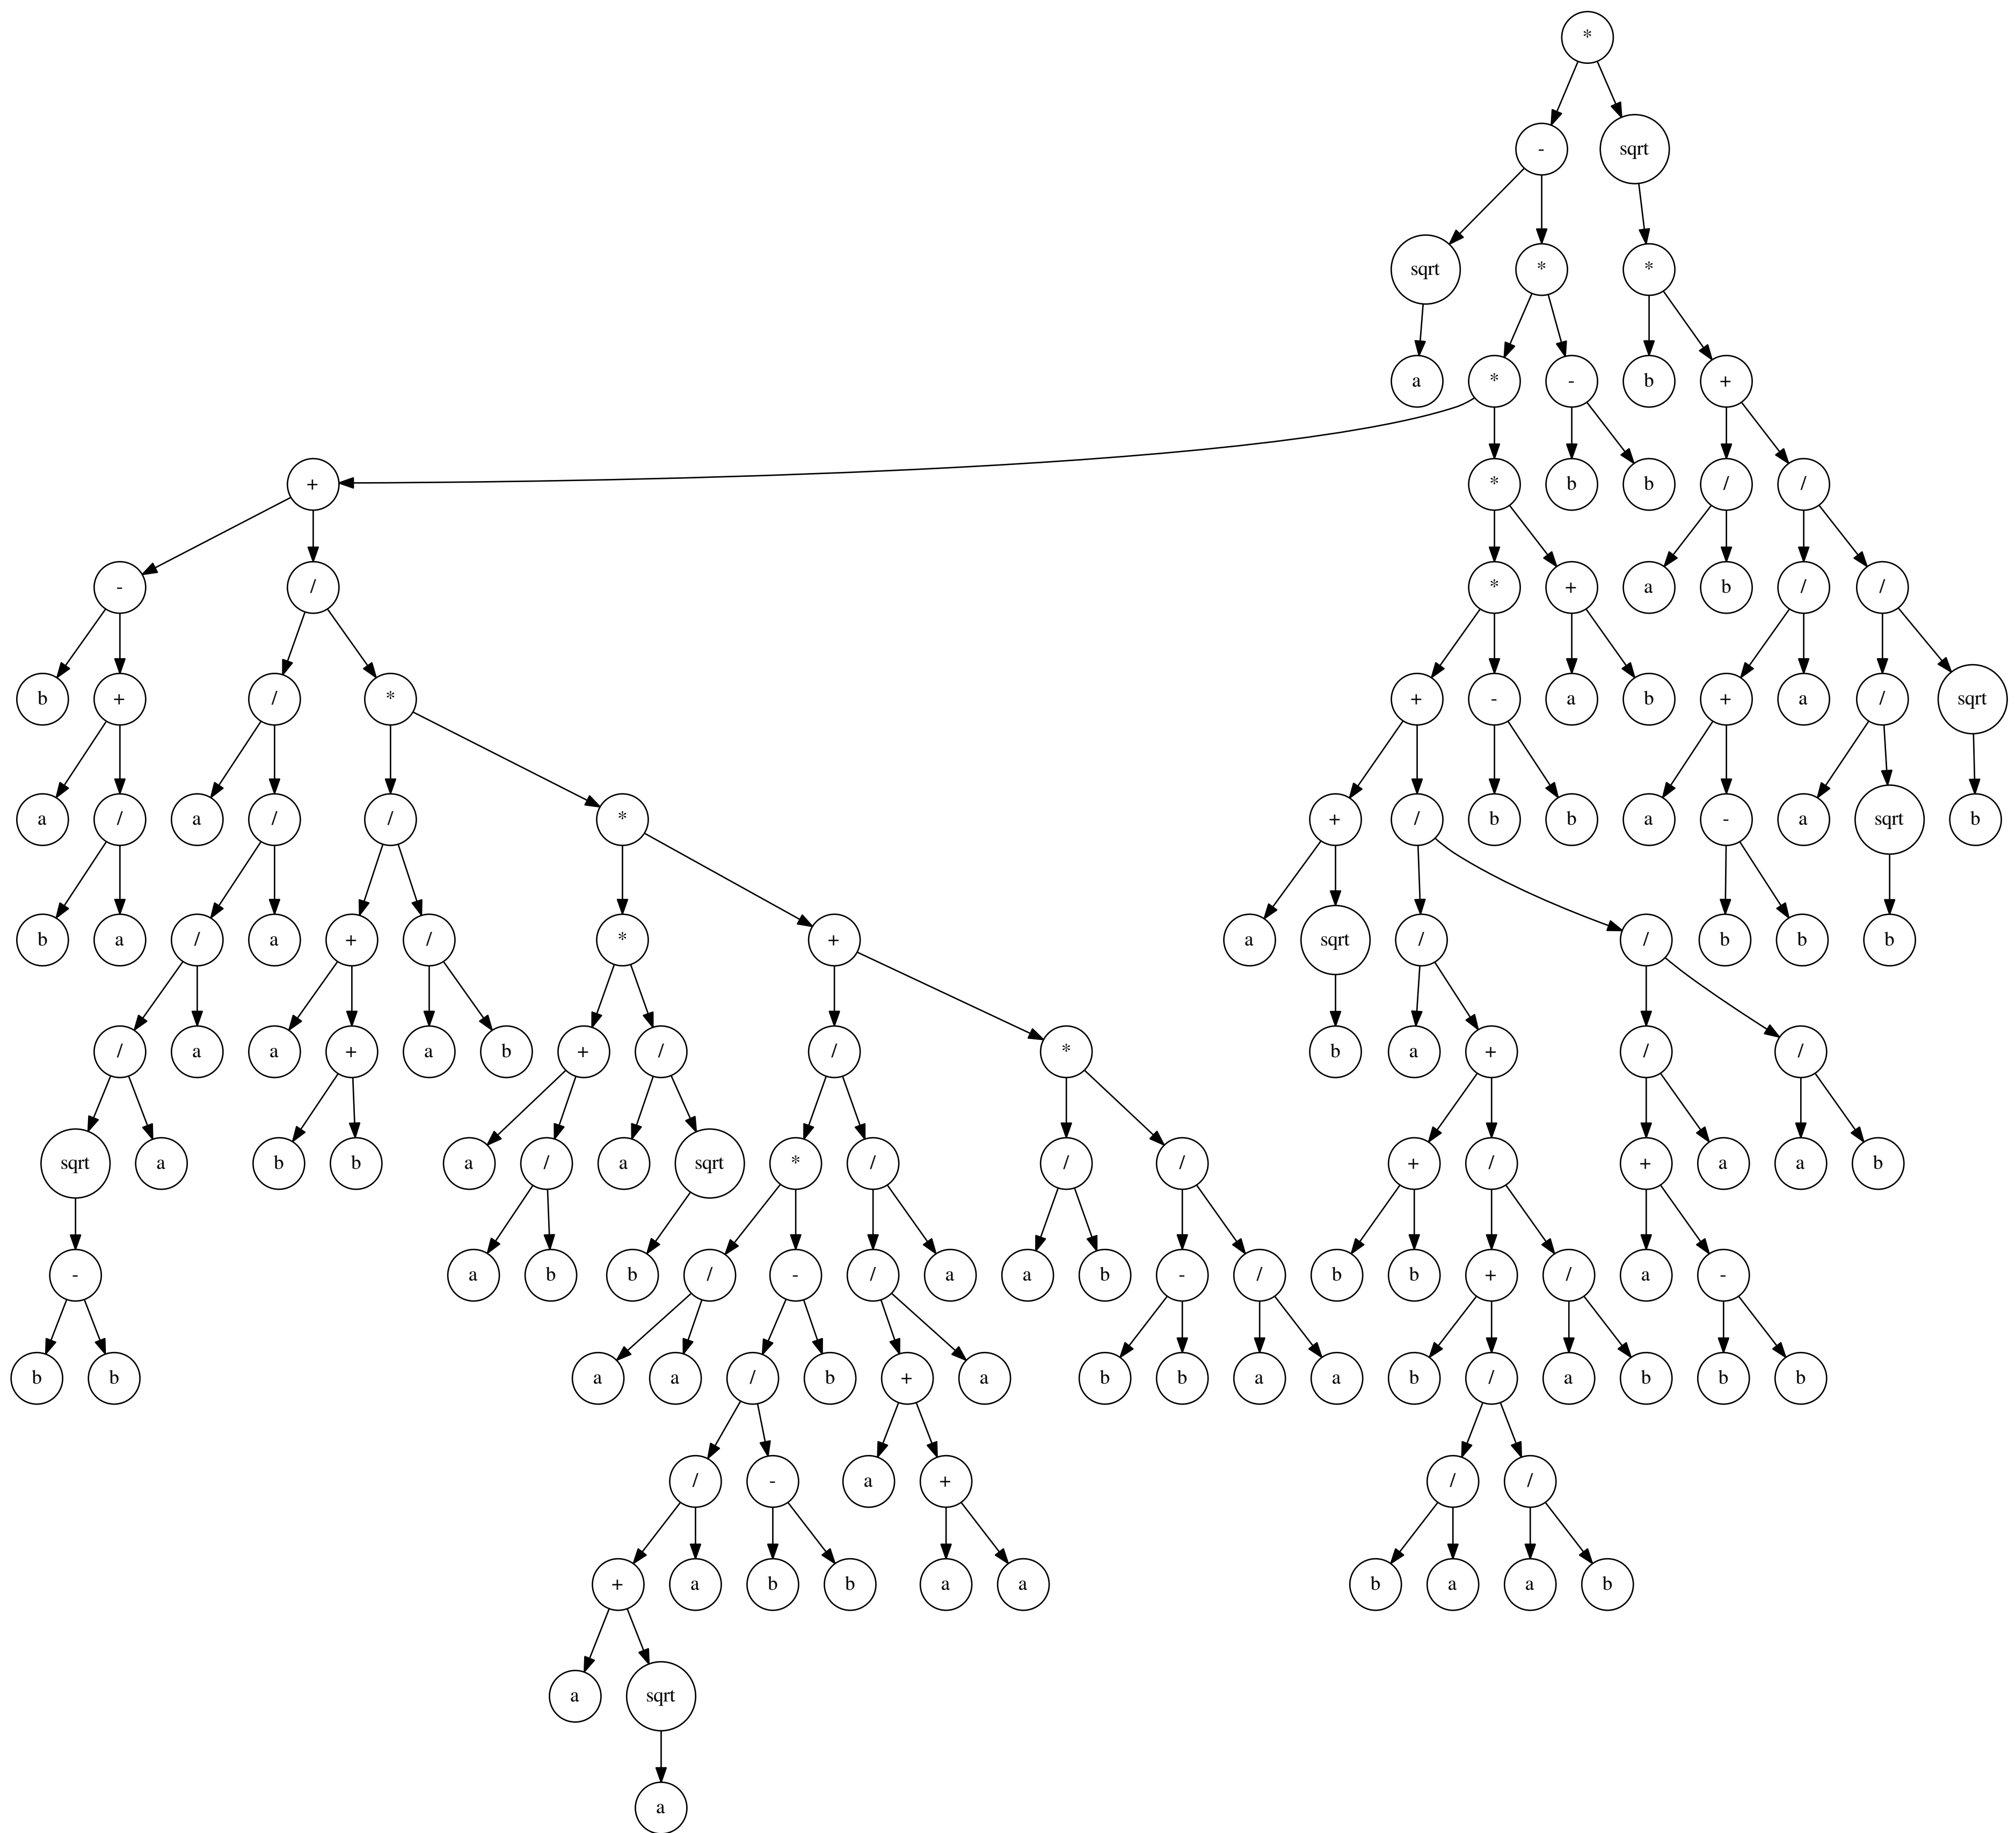 *
- sqrt
sqrt * *
a * - b +
+ * b b / /
- / * + a b / /
b + / * + - a b + a / sqrt
a / a / / * + / b b a - a sqrt b
b a / a + / * + a sqrt / / b b b
/ a a + a b + / / * b a + / /
sqrt a b b a / a sqrt * / / / + / + a a b
- a b b / - / a a b - / b b + / a -
b b a a / b + a b b a a b / a b b b
/ - a + / /
+ a b b a a b a a b
a sqrt
a